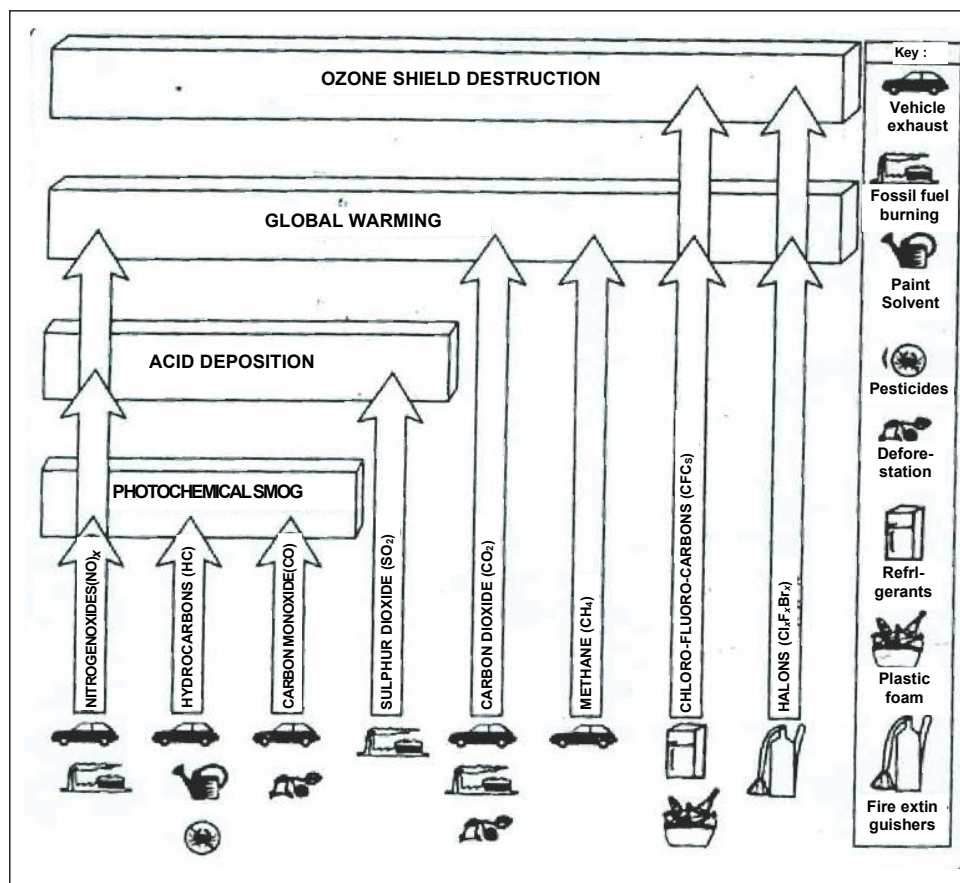 OZONE SHIELD DESTRUCTION
GLOBAL WARMING
ACID DEPOSITION
PHOTOCHEMICAL SMOG
NITROGENOXIDES(NO)x
HYDROCARBONS (HC)
CARBON MONOXIDE(CO)
SULPHUR DIOXIDE (SO2)
CARBON DIOXIDE (CO2)
METHANE (CH4)
CHLORO-FLUORO-CARBONS (CFCs)
HALONS (ClxFxBrx)
Key :
Vehicle
exhaust
Fossil fuel
burning
Paint
Solvent
Pesticides
Defore-
station
Refrl-
gerants
Plastic
foam
Fire extin
guishers